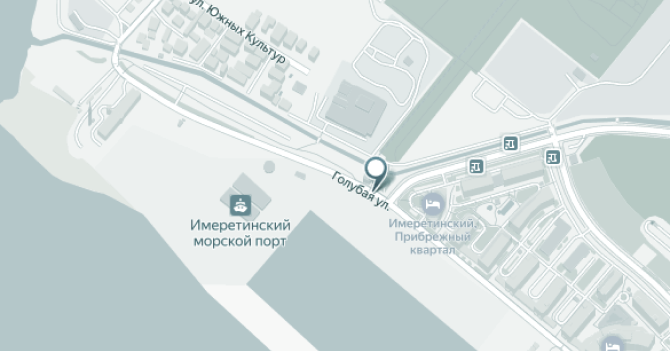 ул. Южных Культур
Голубая ул.
Имеретинский
морской порт
Имеретинский,
Прибрежный
квартал